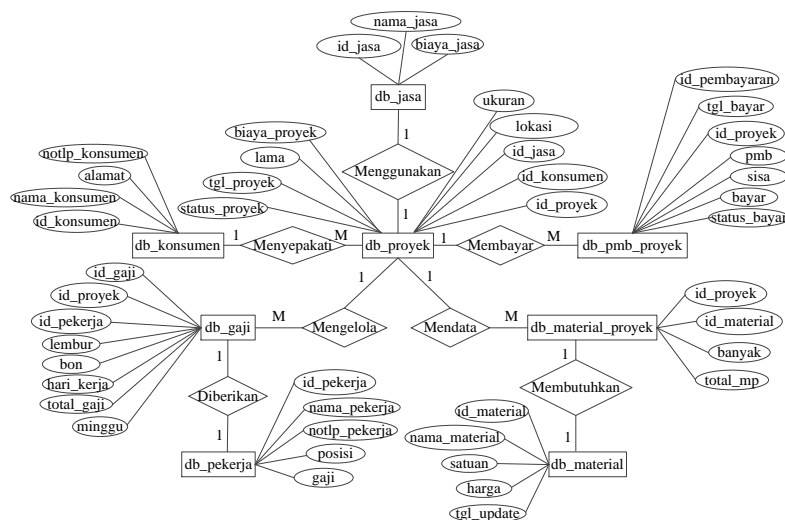 nama_jasa
id_jasa
biaya_jasa
db_jasa
1
Menggunakan
1
biaya_proyek
lama
tgl_proyek
status_proyek
ukuran
lokasi
id_jasa
id_konsumen
id_proyek
id_pembayaran
tgl_bayar
id_proyek
pmb
sisa
bayar
status_bayar
notlp_konsumen
alamat
nama_konsumen
id_konsumen
db_konsumen
1
Menyepakati
M
db_proyek
1
Membayar
M
db_pmb_proyek
1
1
id_gaji
id_proyek
id_pekerja
lembur
bon
hari_kerja
total_gaji
minggu
db_gaji
M
Mengelola
Mendata
M
db_material_proyek
id_proyek
id_material
banyak
total_mp
1
Diberikan
1
db_pekerja
id_pekerja
nama_pekerja
notlp_pekerja
posisi
gaji
1
Membutuhkan
1
db_material
id_material
nama_material
satuan
harga
tgl_update